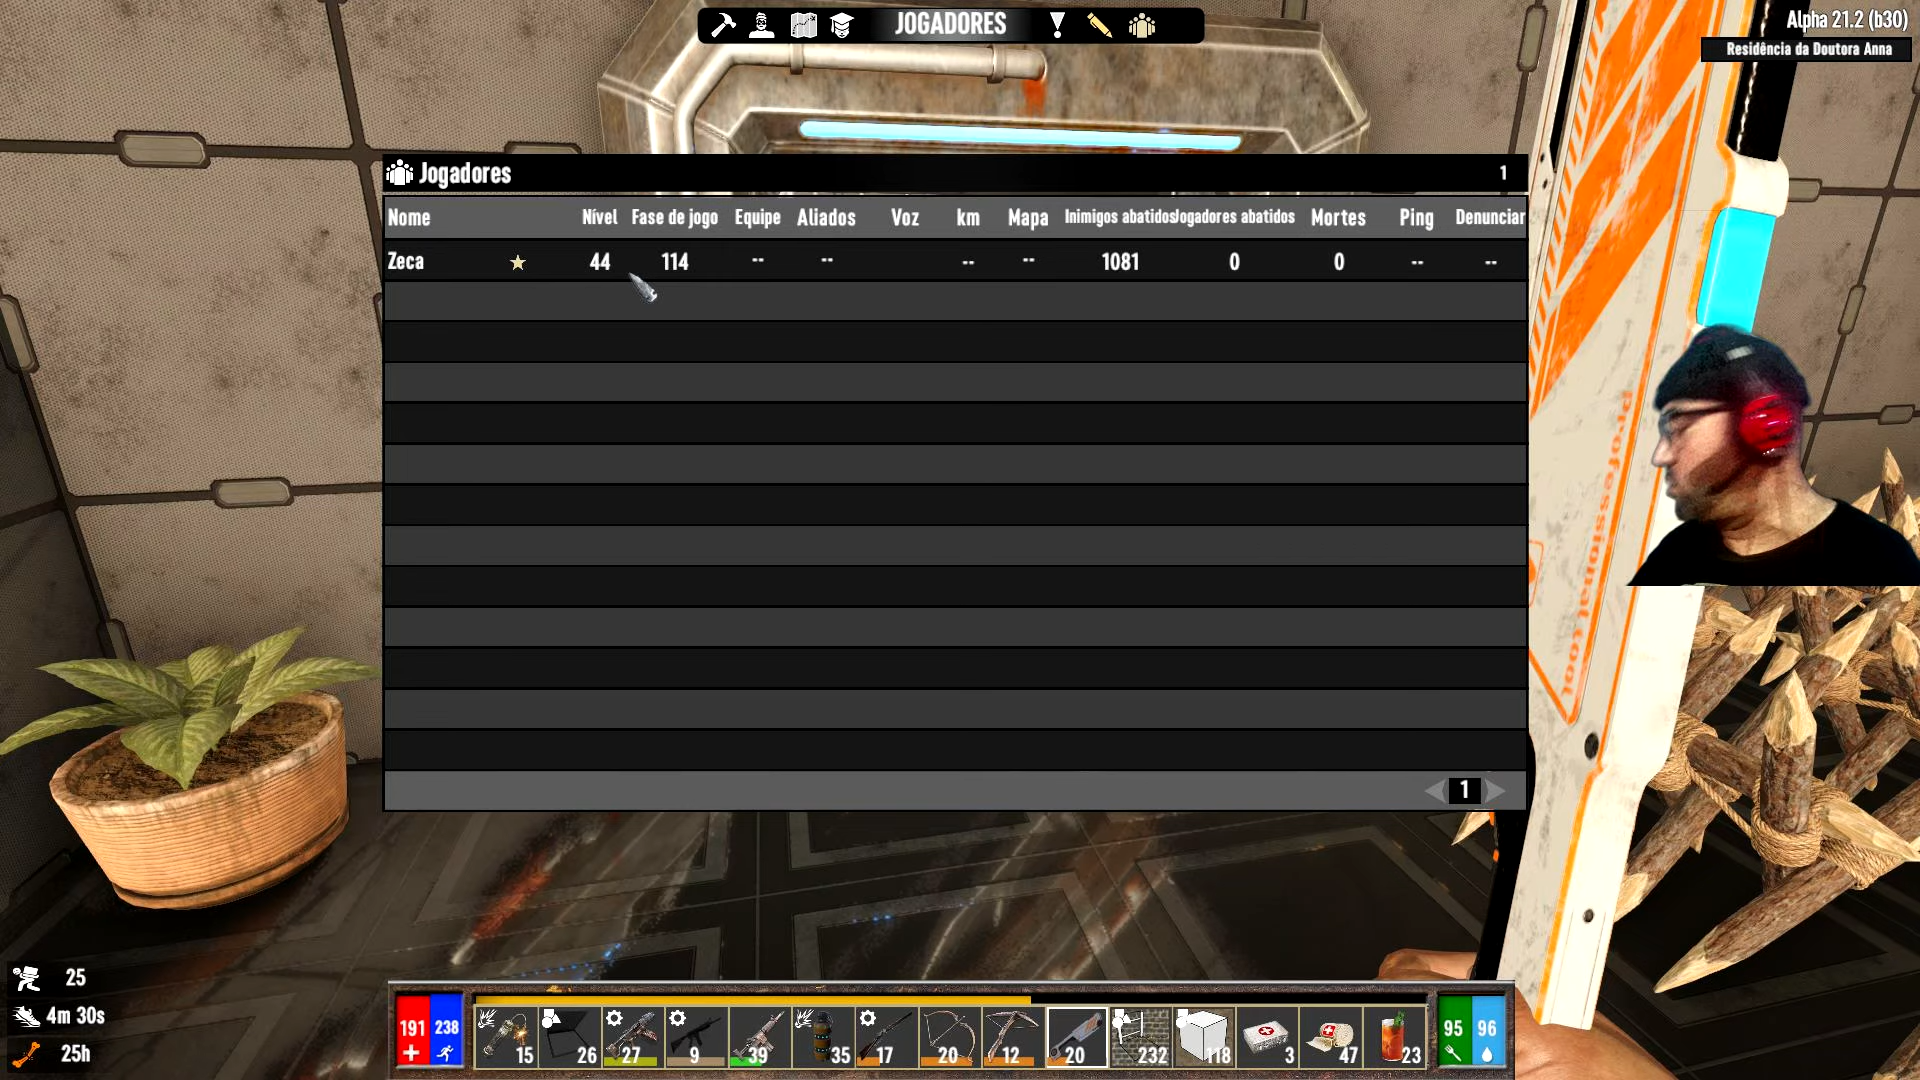 JOGADORES
Alpha 21.2 (b30)
Residência da Doutora Anna
Jogadores 1
Nome Nível Fase de jogo Equipe Aliados Voz km Mapa Inimigos abatidos Jogadores abatidos Mortes Ping Denunciar
Zeca 44 114 -- -- -- -- 1081 0 0 -- --
1
Professional tool
25
4m 30s
25h
191 238 15 26 27 9 39 35 17 20 12 20 232 118 3 47 23 95 96